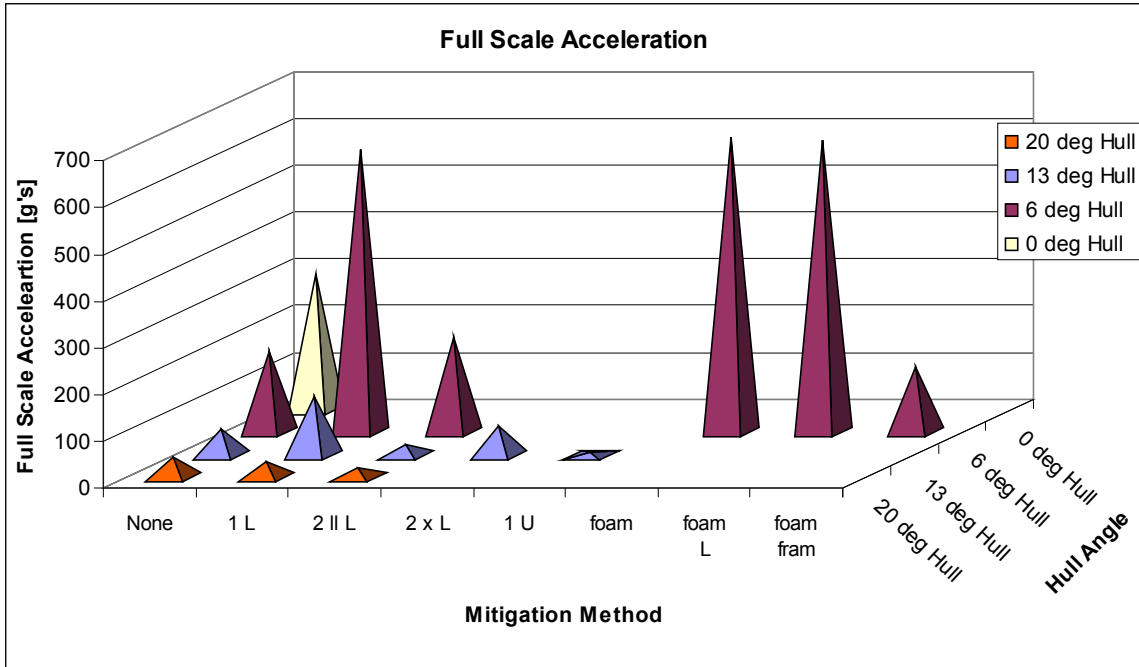 Full Scale Acceleration
Full Scale Acceleartion [g's]
700
600
500
400
300
200
100
0
None 1 L 2 ll L 2 x L 1 U foam foam L foam fram
Mitigation Method
20 deg Hull
13 deg Hull
6 deg Hull
0 deg Hull
Hull Angle
20 deg Hull
13 deg Hull
6 deg Hull
0 deg Hull